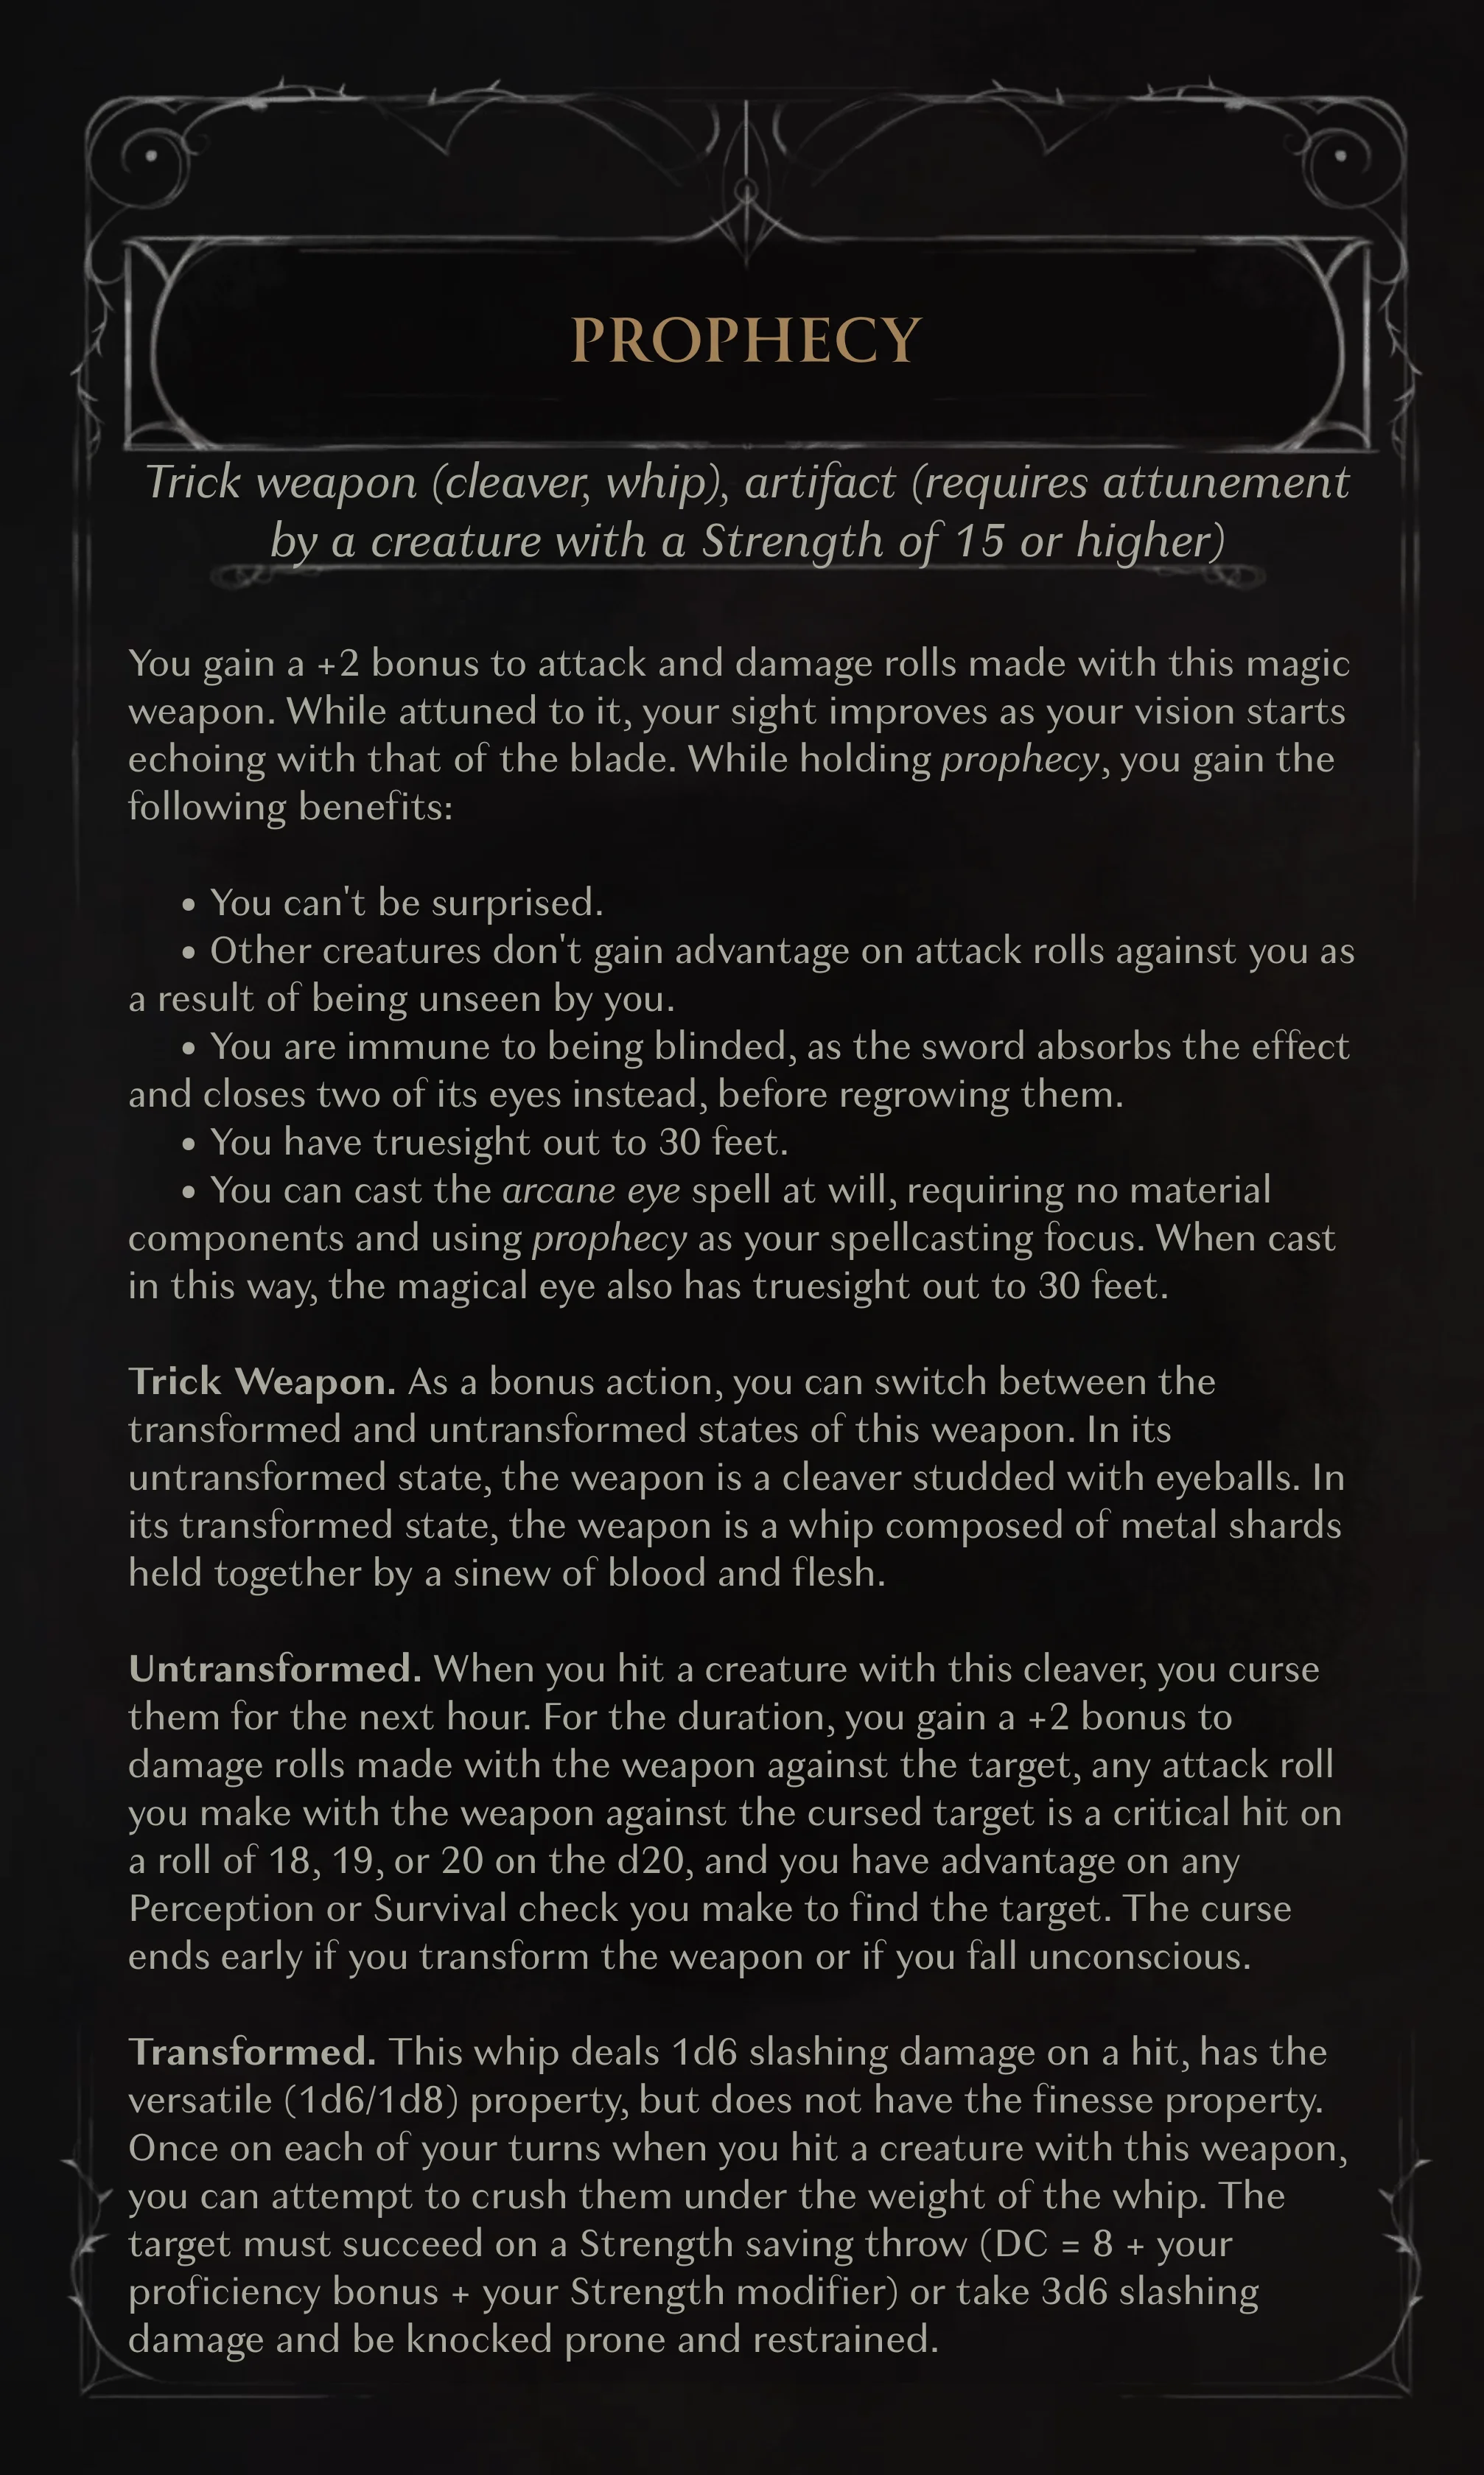 PROPHECY
Trick weapon (cleaver, whip), artifact (requires attunement
by a creature with a Strength of 15 or higher)
You gain a +2 bonus to attack and damage rolls made with this magic
weapon. While attuned to it, your sight improves as your vision starts
echoing with that of the blade. While holding prophecy, you gain the
following benefits:
• You can't be surprised.
• Other creatures don't gain advantage on attack rolls against you as
a result of being unseen by you.
• You are immune to being blinded, as the sword absorbs the effect
and closes two of its eyes instead, before regrowing them.
• You have truesight out to 30 feet.
• You can cast the arcane eye spell at will, requiring no material
components and using prophecy as your spellcasting focus. When cast
in this way, the magical eye also has truesight out to 30 feet.
Trick Weapon. As a bonus action, you can switch between the
transformed and untransformed states of this weapon. In its
untransformed state, the weapon is a cleaver studded with eyeballs. In
its transformed state, the weapon is a whip composed of metal shards
held together by a sinew of blood and flesh.
Untransformed. When you hit a creature with this cleaver, you curse
them for the next hour. For the duration, you gain a +2 bonus to
damage rolls made with the weapon against the target, any attack roll
you make with the weapon against the cursed target is a critical hit on
a roll of 18, 19, or 20 on the d20, and you have advantage on any
Perception or Survival check you make to find the target. The curse
ends early if you transform the weapon or if you fall unconscious.
Transformed. This whip deals 1d6 slashing damage on a hit, has the
versatile (1d6/1d8) property, but does not have the finesse property.
Once on each of your turns when you hit a creature with this weapon,
you can attempt to crush them under the weight of the whip. The
target must succeed on a Strength saving throw (DC = 8 + your
proficiency bonus + your Strength modifier) or take 3d6 slashing
damage and be knocked prone and restrained.